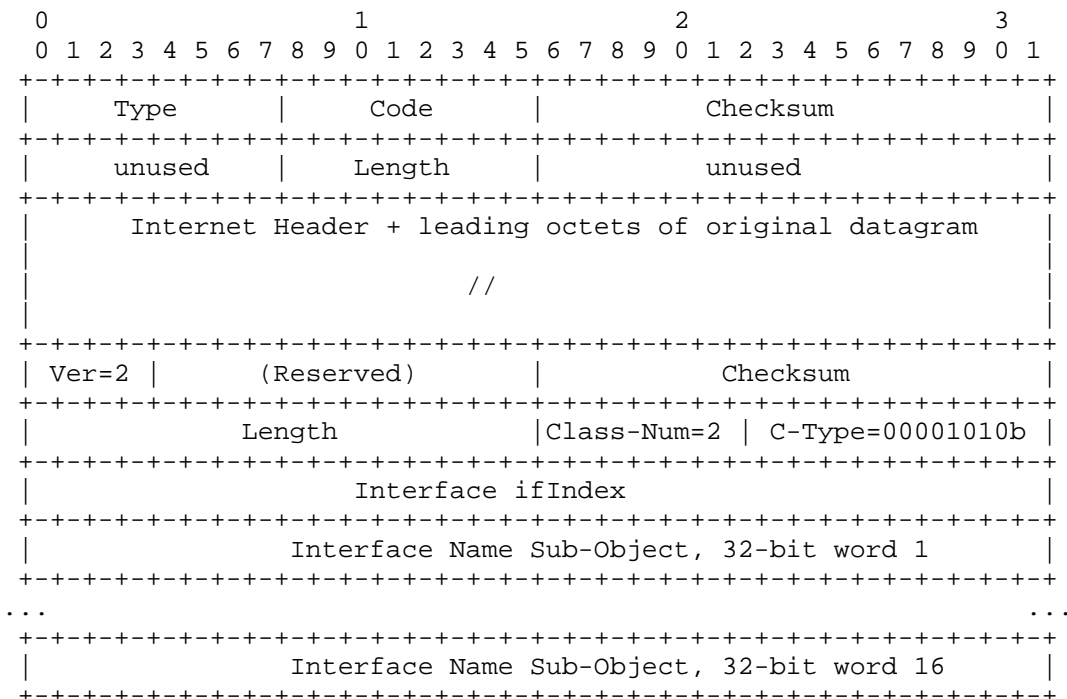 0                   1                   2                   3
0 1 2 3 4 5 6 7 8 9 0 1 2 3 4 5 6 7 8 9 0 1 2 3 4 5 6 7 8 9 0 1
+-+-+-+-+-+-+-+-+-+-+-+-+-+-+-+-+-+-+-+-+-+-+-+-+-+-+-+-+-+-+-+-+
|     Type      |     Code      |          Checksum             |
+-+-+-+-+-+-+-+-+-+-+-+-+-+-+-+-+-+-+-+-+-+-+-+-+-+-+-+-+-+-+-+-+
|     unused    |    Length     |          unused               |
+-+-+-+-+-+-+-+-+-+-+-+-+-+-+-+-+-+-+-+-+-+-+-+-+-+-+-+-+-+-+-+-+
|      Internet Header + leading octets of original datagram    |
|                                                               |
|                           //                                  |
|                                                               |
+-+-+-+-+-+-+-+-+-+-+-+-+-+-+-+-+-+-+-+-+-+-+-+-+-+-+-+-+-+-+-+-+
| Ver=2 |      (Reserved)       |           Checksum            |
+-+-+-+-+-+-+-+-+-+-+-+-+-+-+-+-+-+-+-+-+-+-+-+-+-+-+-+-+-+-+-+-+
|             Length            |Class-Num=2 | C-Type=00001010b |
+-+-+-+-+-+-+-+-+-+-+-+-+-+-+-+-+-+-+-+-+-+-+-+-+-+-+-+-+-+-+-+-+
|                    Interface ifIndex                          |
+-+-+-+-+-+-+-+-+-+-+-+-+-+-+-+-+-+-+-+-+-+-+-+-+-+-+-+-+-+-+-+-+
|                Interface Name Sub-Object, 32-bit word 1       |
+-+-+-+-+-+-+-+-+-+-+-+-+-+-+-+-+-+-+-+-+-+-+-+-+-+-+-+-+-+-+-+-+
...                                                             ...
+-+-+-+-+-+-+-+-+-+-+-+-+-+-+-+-+-+-+-+-+-+-+-+-+-+-+-+-+-+-+-+-+
|                Interface Name Sub-Object, 32-bit word 16      |
+-+-+-+-+-+-+-+-+-+-+-+-+-+-+-+-+-+-+-+-+-+-+-+-+-+-+-+-+-+-+-+-+